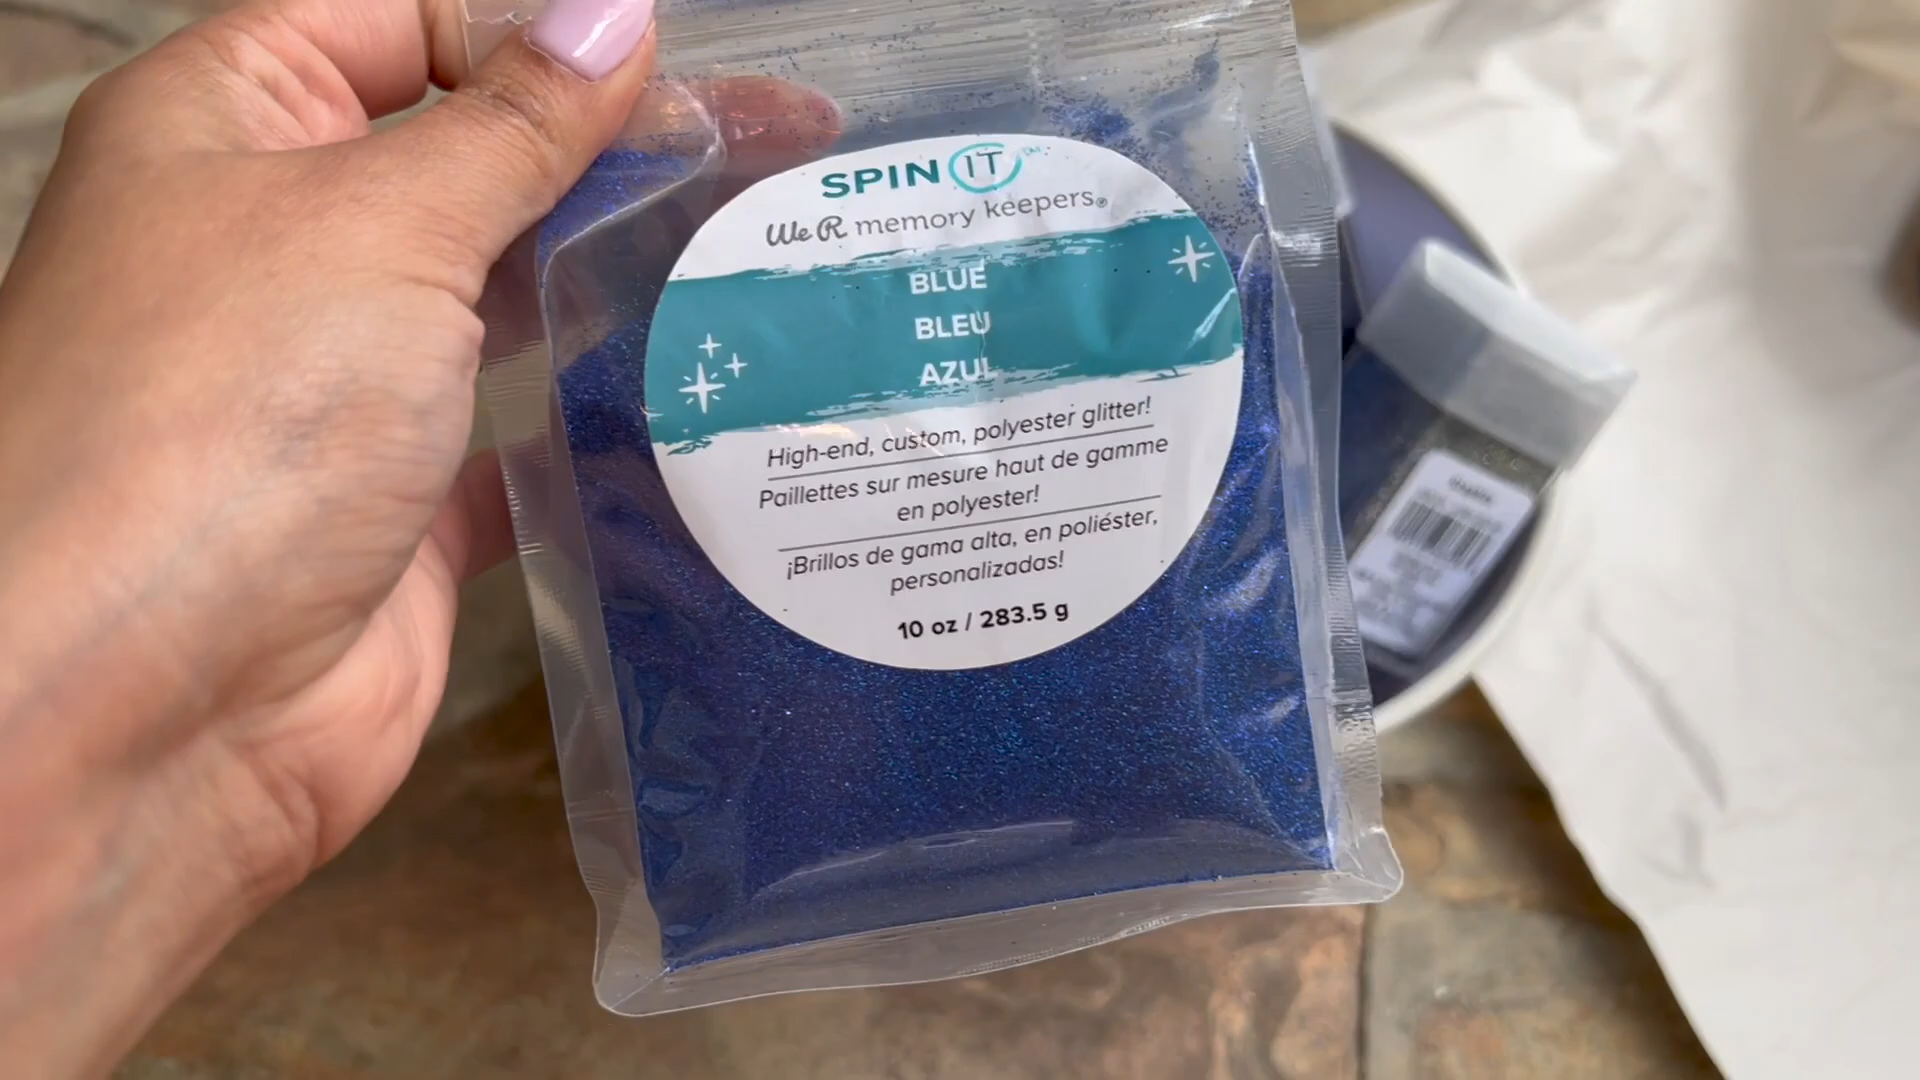 SPIN IT™
We R memory keepers®
BLUE
BLEU
AZUL
High-end, custom, polyester glitter!
Paillettes sur mesure haut de gamme
en polyester!
¡Brillos de gama alta, en poliéster,
personalizadas!
10 oz / 283.5 g